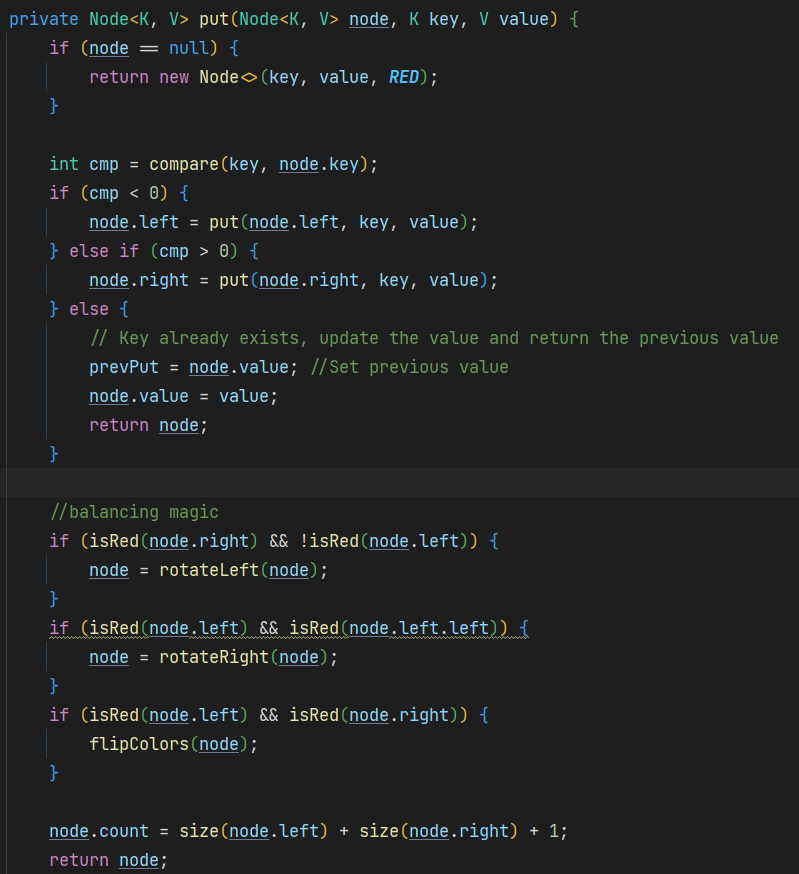 private Node<K, V> put(Node<K, V> node, K key, V value) {
    if (node == null) {
        return new Node<>(key, value, RED);
    }

    int cmp = compare(key, node.key);
    if (cmp < 0) {
        node.left = put(node.left, key, value);
    } else if (cmp > 0) {
        node.right = put(node.right, key, value);
    } else {
        // Key already exists, update the value and return the previous value
        prevPut = node.value; //Set previous value
        node.value = value;
        return node;
    }

    //balancing magic
    if (isRed(node.right) && !isRed(node.left)) {
        node = rotateLeft(node);
    }
    if (isRed(node.left) && isRed(node.left.left)) {
        node = rotateRight(node);
    }
    if (isRed(node.left) && isRed(node.right)) {
        flipColors(node);
    }

    node.count = size(node.left) + size(node.right) + 1;
    return node;